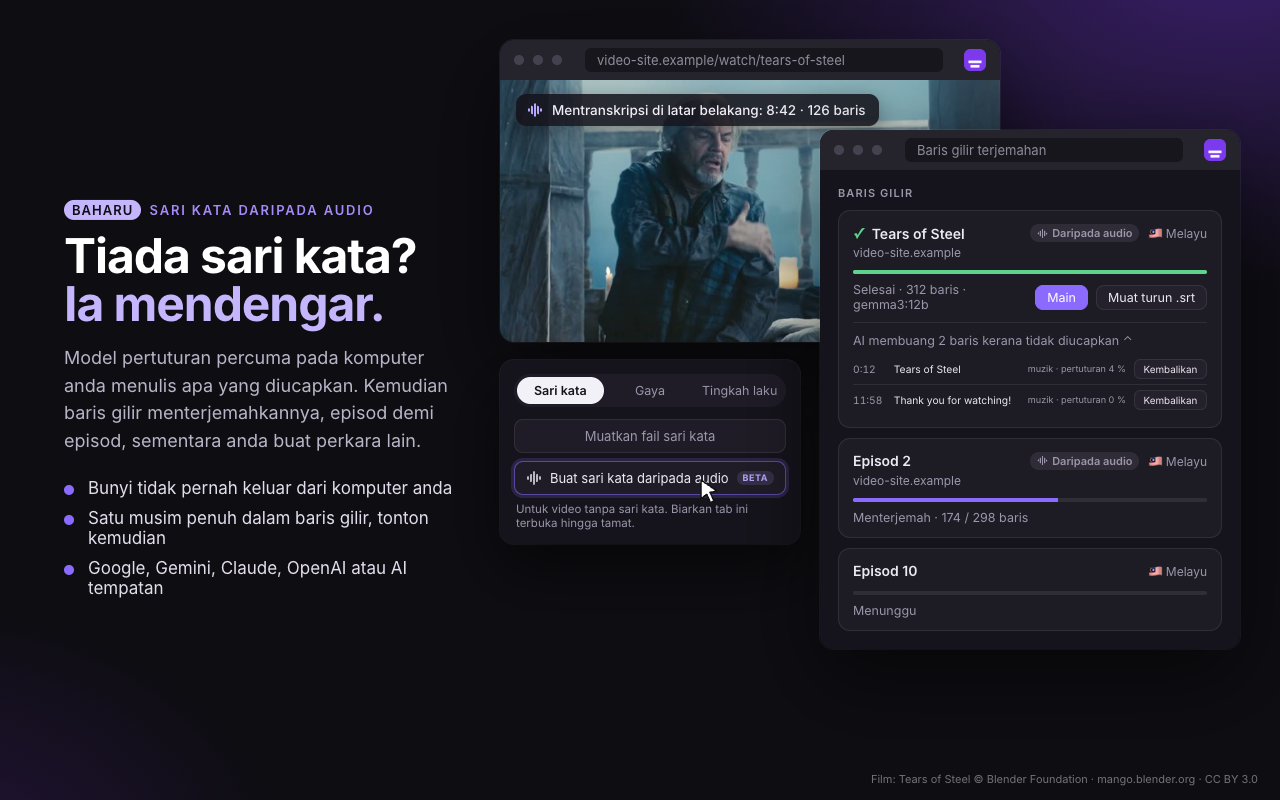 BAHARU SARI KATA DARIPADA AUDIO
Tiada sari kata?
Ia mendengar.
Model pertuturan percuma pada komputer
anda menulis apa yang diucapkan. Kemudian
baris gilir menterjemahkannya, episod demi
episod, sementara anda buat perkara lain.
Bunyi tidak pernah keluar dari komputer anda
Satu musim penuh dalam baris gilir, tonton
kemudian
Google, Gemini, Claude, OpenAI atau AI
tempatan
video-site.example/watch/tears-of-steel
Mentranskripsi di latar belakang: 8:42 · 126 baris
Sari kata Gaya Tingkah laku
Muatkan fail sari kata
Buat sari kata daripada audio BETA
Untuk video tanpa sari kata. Biarkan tab ini
terbuka hingga tamat.
Baris gilir terjemahan
BARIS GILIR
✓ Tears of Steel Daripada audio 🇲🇾 Melayu
video-site.example
Selesai · 312 baris ·
gemma3:12b
Main Muat turun .srt
AI membuang 2 baris kerana tidak diucapkan ^
0:12 Tears of Steel muzik · pertuturan 4 % Kembalikan
11:58 Thank you for watching! muzik · pertuturan 0 % Kembalikan
Episod 2 Daripada audio 🇲🇾 Melayu
video-site.example
Menterjemah · 174 / 298 baris
Episod 10 🇲🇾 Melayu
Menunggu
Film: Tears of Steel © Blender Foundation · mango.blender.org · CC BY 3.0